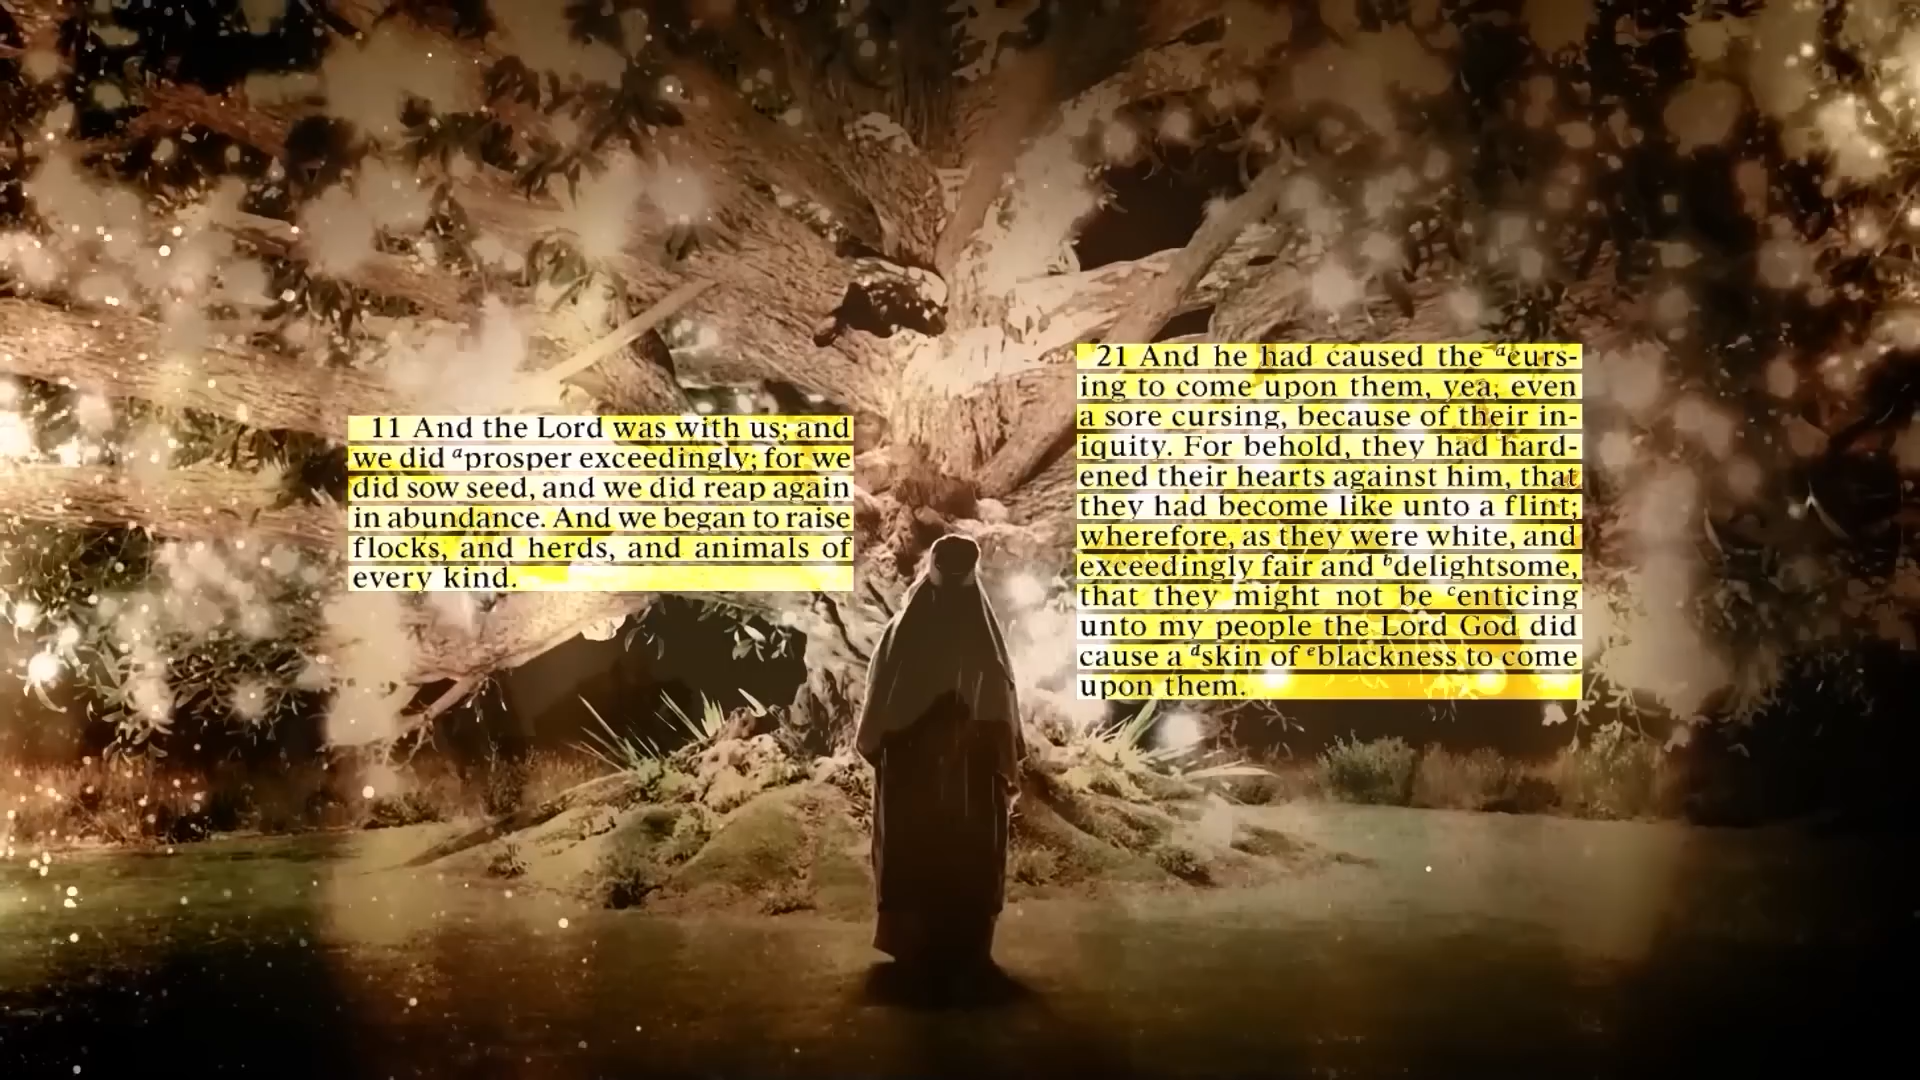 11 And the Lord was with us; and
we did ᵃprosper exceedingly; for we
did sow seed, and we did reap again
in abundance. And we began to raise
flocks, and herds, and animals of
every kind.
21 And he had caused the ᵃcurs-
ing to come upon them, yea, even
a sore cursing, because of their in-
iquity. For behold, they had hard-
ened their hearts against him, that
they had become like unto a flint;
wherefore, as they were white, and
exceedingly fair and ᵇdelightsome,
that they might not be ᶜenticing
unto my people the Lord God did
cause a ᵈskin of ᵉblackness to come
upon them.